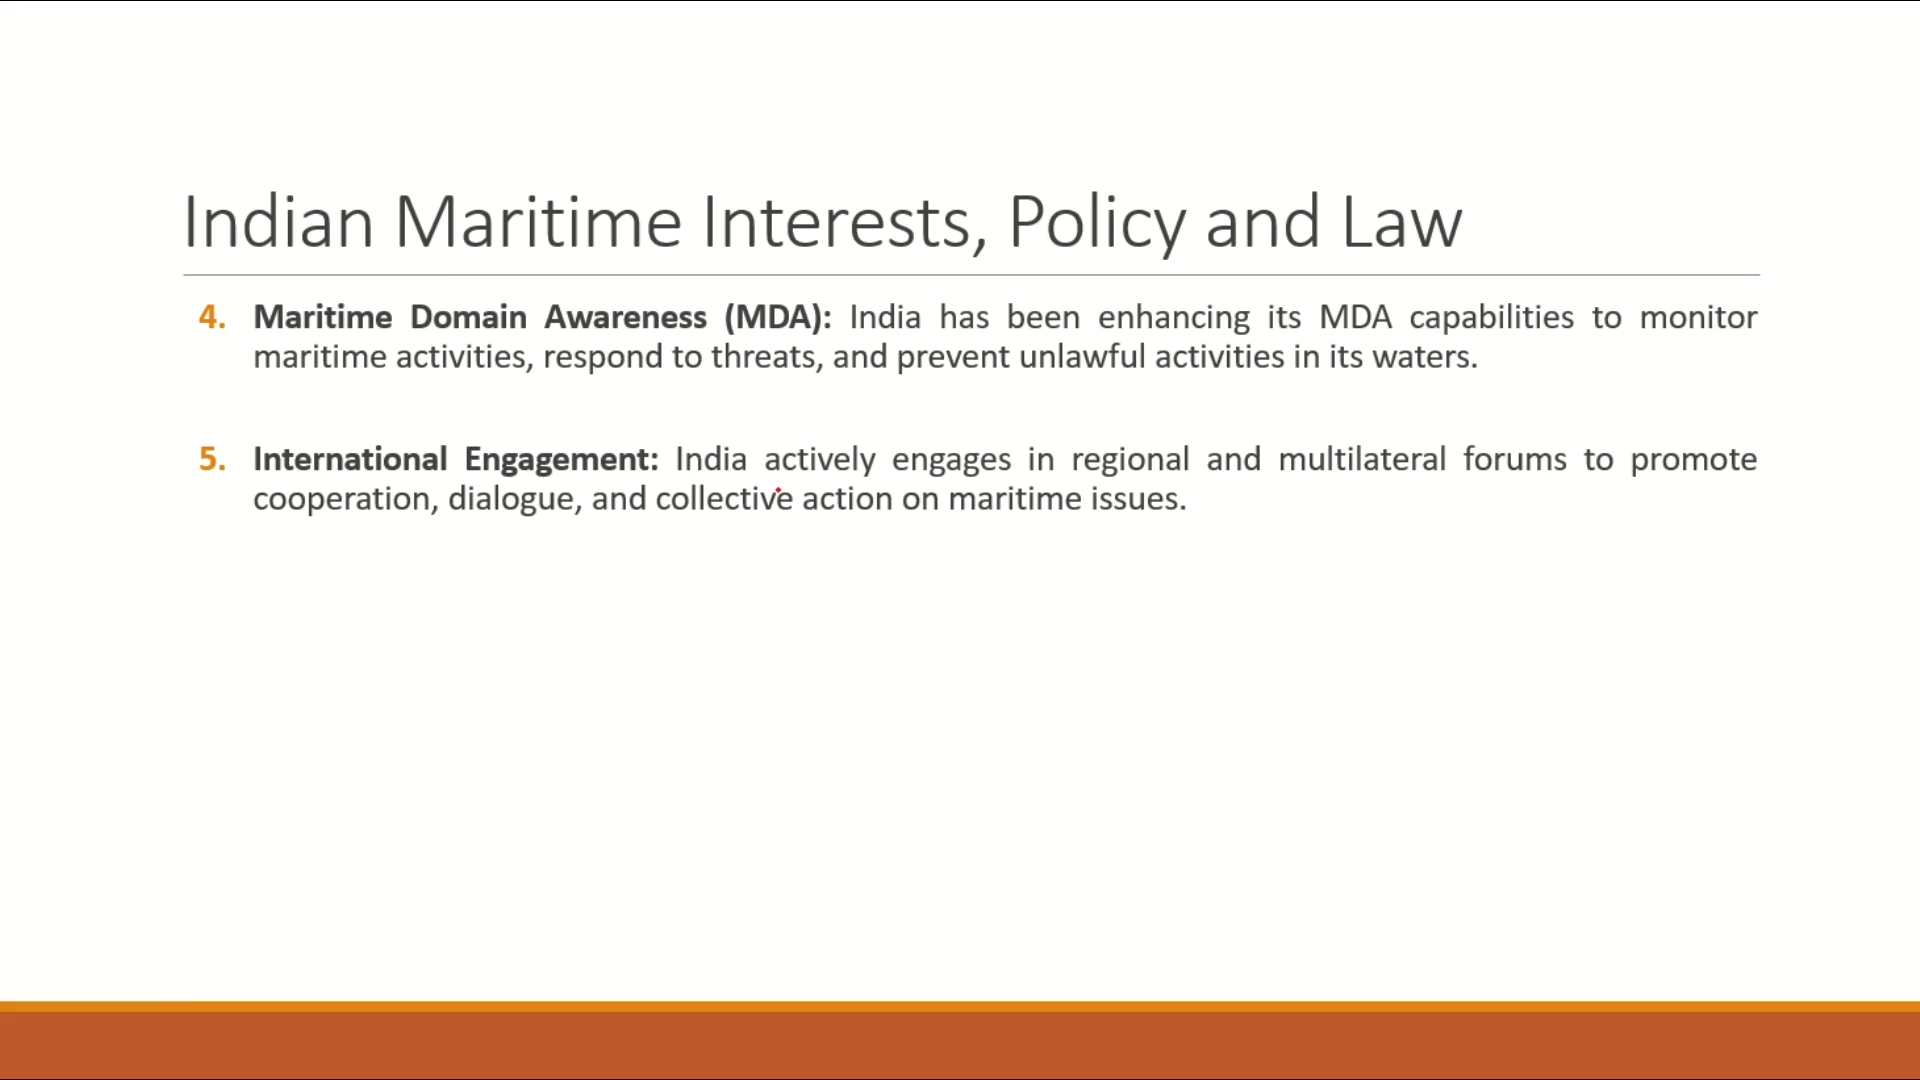 Indian Maritime Interests, Policy and Law
4. Maritime Domain Awareness (MDA): India has been enhancing its MDA capabilities to monitor
maritime activities, respond to threats, and prevent unlawful activities in its waters.
5. International Engagement: India actively engages in regional and multilateral forums to promote
cooperation, dialogue, and collective action on maritime issues.